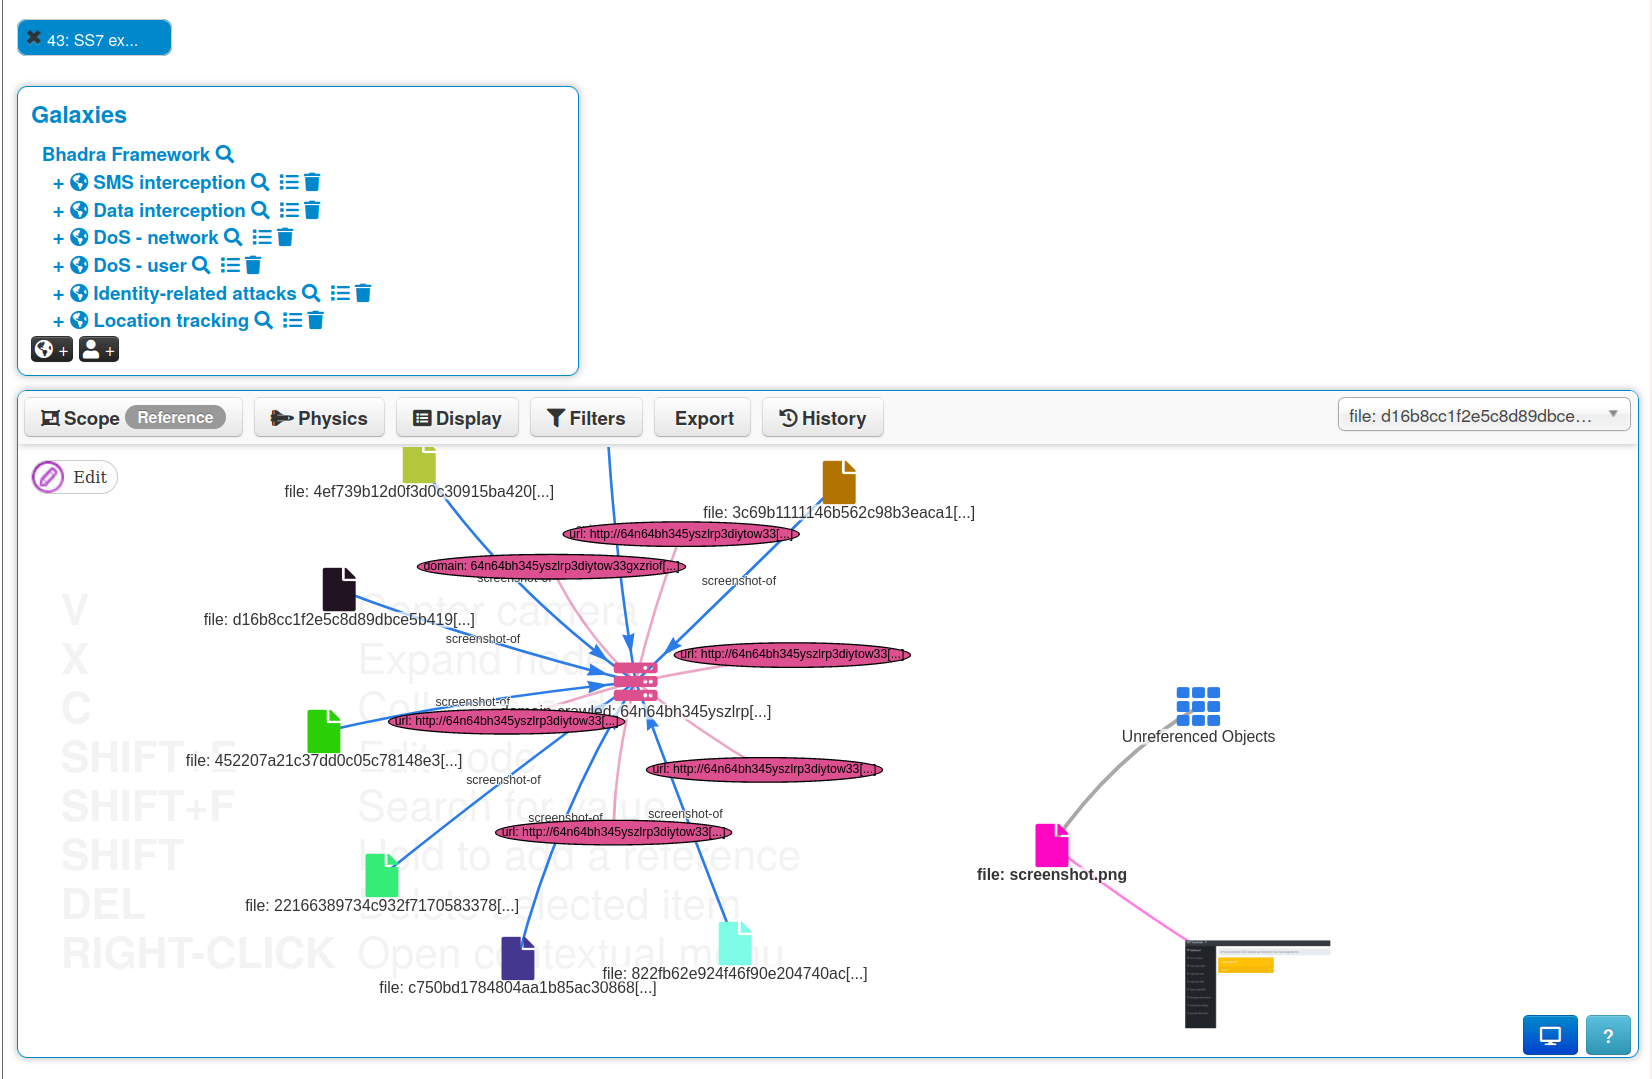 43: SS7 ex...
Galaxies
Bhadra Framework
+ SMS interception
+ Data interception
+ DoS - network
+ DoS - user
+ Identity-related attacks
+ Location tracking
+ +
Scope Reference Physics Display Filters Export History file: d16b8cc1f2e5c8d89dbce…
Edit
file: 4ef739b12d0f3d0c30915ba420[...]
file: 3c69b1111146b562c98b3eaca1[...]
url: http://64n64bh345yszlrp3diytow33[...]
domain: 64n64bh345yszlrp3diytow33gxzriof[...]
screenshot-of
screenshot-of
V Center camera
file: d16b8cc1f2e5c8d89dbce5b419[...]
screenshot-of
url: http://64n64bh345yszlrp3diytow33[...]
X Expand node
screenshot-of
C
domain-crawled: 64n64bh345yszlrp[...]
url: http://64n64bh345yszlrp3diytow33[...]
Unreferenced Objects
SHIFT+E Edit node
file: 452207a21c37dd0c05c78148e3[...]
url: http://64n64bh345yszlrp3diytow33[...]
screenshot-of
SHIFT+F Search for value
screenshot-of
screenshot-of
url: http://64n64bh345yszlrp3diytow33[...]
SHIFT Hold to add a reference
file: screenshot.png
DEL Delete selected item
file: 22166389734c932f7170583378[...]
RIGHT-CLICK Open contextual menu
file: 822fb62e924f46f90e204740ac[...]
file: c750bd1784804aa1b85ac30868[...]
?